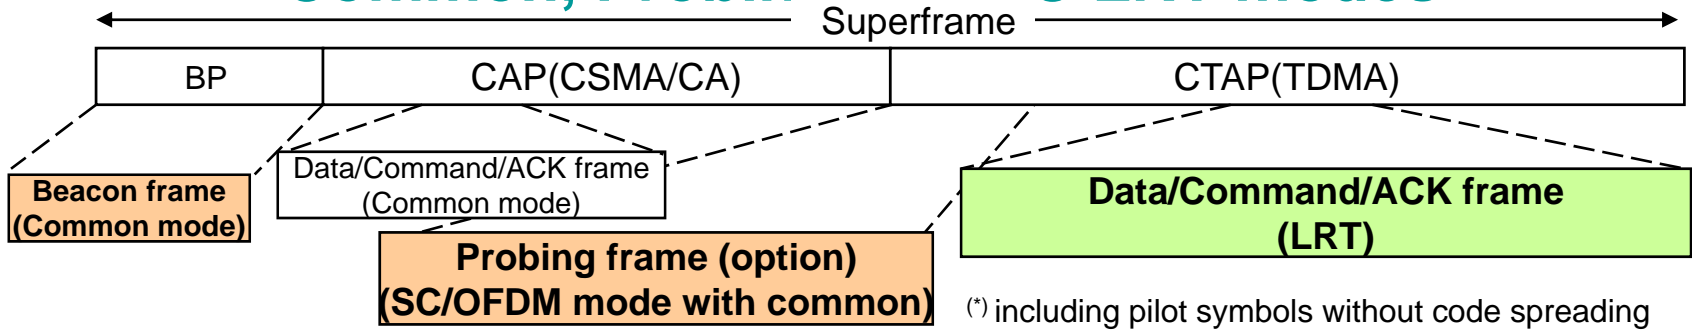 Superframe
BP
CAP(CSMA/CA)
CTAP(TDMA)
Data/Command/ACK frame
(Common mode)
Beacon frame
(Common mode)
Data/Command/ACK frame
(LRT)
Probing frame (option)
(SC/OFDM mode with common)
(*) including pilot symbols without code spreading